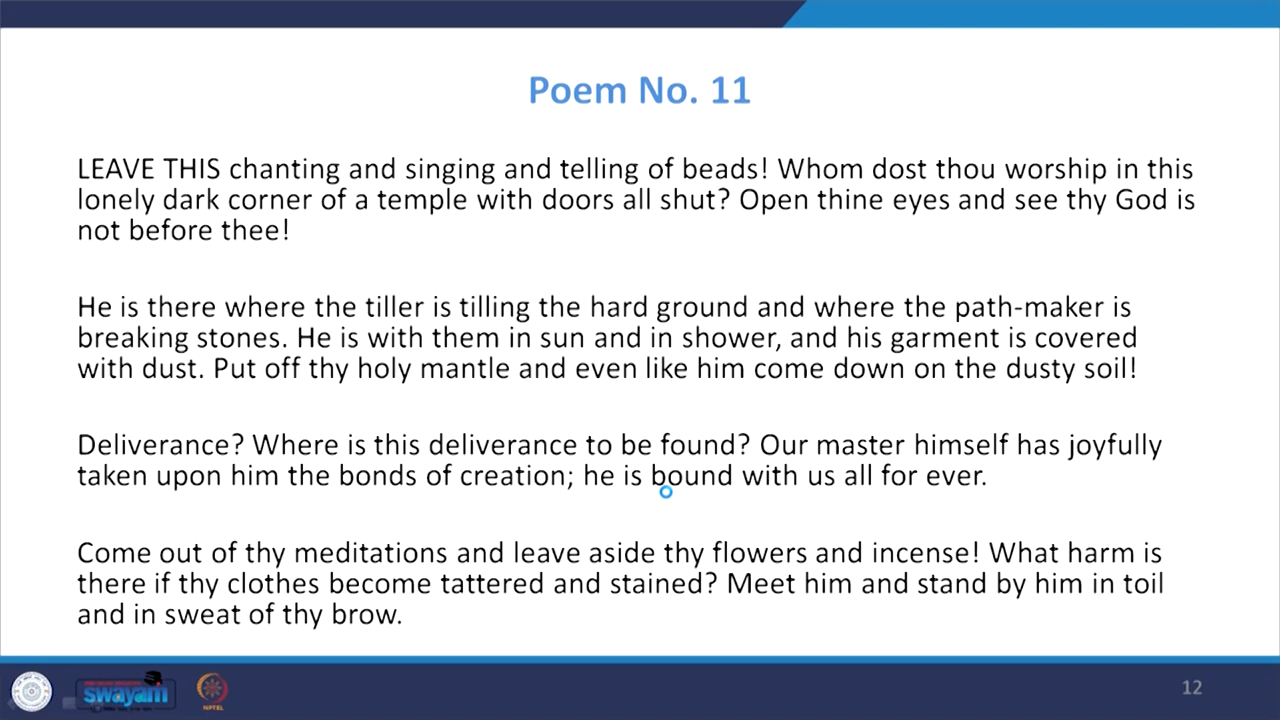 Poem No. 11
LEAVE THIS chanting and singing and telling of beads! Whom dost thou worship in this
lonely dark corner of a temple with doors all shut? Open thine eyes and see thy God is
not before thee!
He is there where the tiller is tilling the hard ground and where the path-maker is
breaking stones. He is with them in sun and in shower, and his garment is covered
with dust. Put off thy holy mantle and even like him come down on the dusty soil!
Deliverance? Where is this deliverance to be found? Our master himself has joyfully
taken upon him the bonds of creation; he is bound with us all for ever.
Come out of thy meditations and leave aside thy flowers and incense! What harm is
there if thy clothes become tattered and stained? Meet him and stand by him in toil
and in sweat of thy brow.
swayam
NPTEL
12